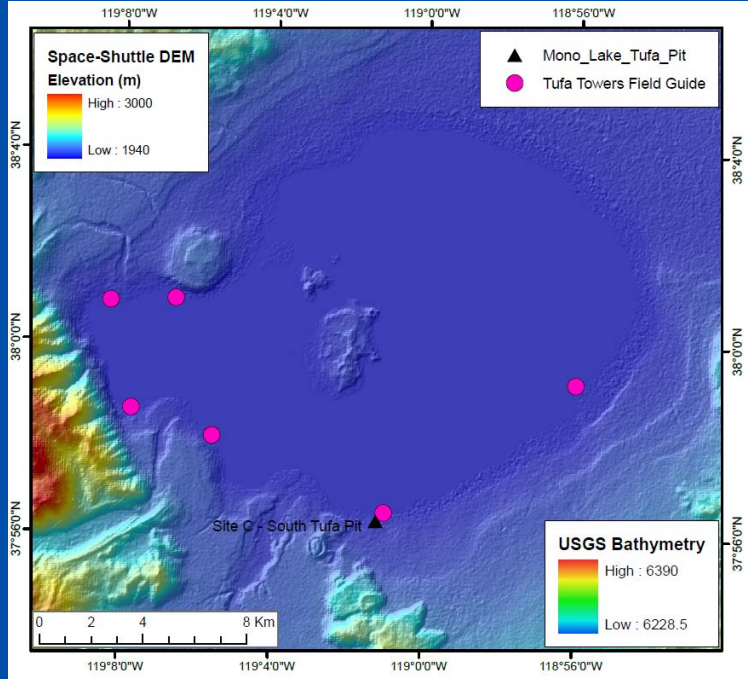 119°8'0"W 119°4'0"W 119°0'0"W 118°56'0"W
Space-Shuttle DEM
Elevation (m)
High : 3000
Low : 1940
Mono_Lake_Tufa_Pit
Tufa Towers Field Guide
38°4'0"N
38°4'0"N
38°0'0"N
38°0'0"N
37°56'0"N
37°56'0"N
Site C - South Tufa Pit
USGS Bathymetry
High : 6390
Low : 6228.5
0 2 4 8 Km
119°8'0"W 119°4'0"W 119°0'0"W 118°56'0"W